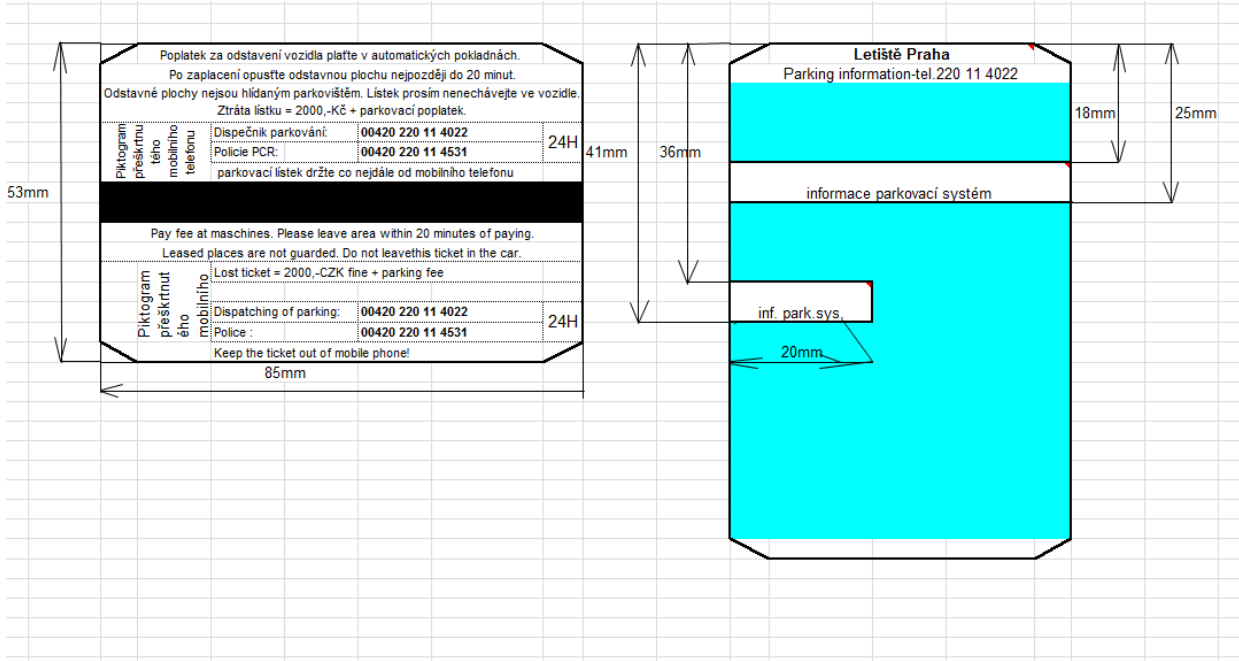 Poplatek za odstavení vozidla plaťte v automatických pokladnách.
Po zaplacení opusťte odstavnou plochu nejpozději do 20 minut.
Odstavné plochy nejsou hlídaným parkovištěm. Lístek prosím nenechávejte ve vozidle.
Ztráta lístku = 2000,-Kč + parkovací poplatek.
Piktogram
přeškrtnu
tého
mobilního
telefonu
Dispečnik parkování: 00420 220 11 4022
Policie PCR: 00420 220 11 4531
24H
parkovací lístek držte co nejdále od mobilního telefonu
Pay fee at maschines. Please leave area within 20 minutes of paying.
Leased places are not guarded. Do not leavethis ticket in the car.
Piktogram
přeškrtnut
ého
mobilního
Lost ticket = 2000,-CZK fine + parking fee
Dispatching of parking: 00420 220 11 4022
Police : 00420 220 11 4531
24H
Keep the ticket out of mobile phone!
53mm
85mm
41mm
36mm
Letiště Praha
Parking information-tel.220 11 4022
informace parkovací systém
inf. park.sys,
20mm
18mm
25mm